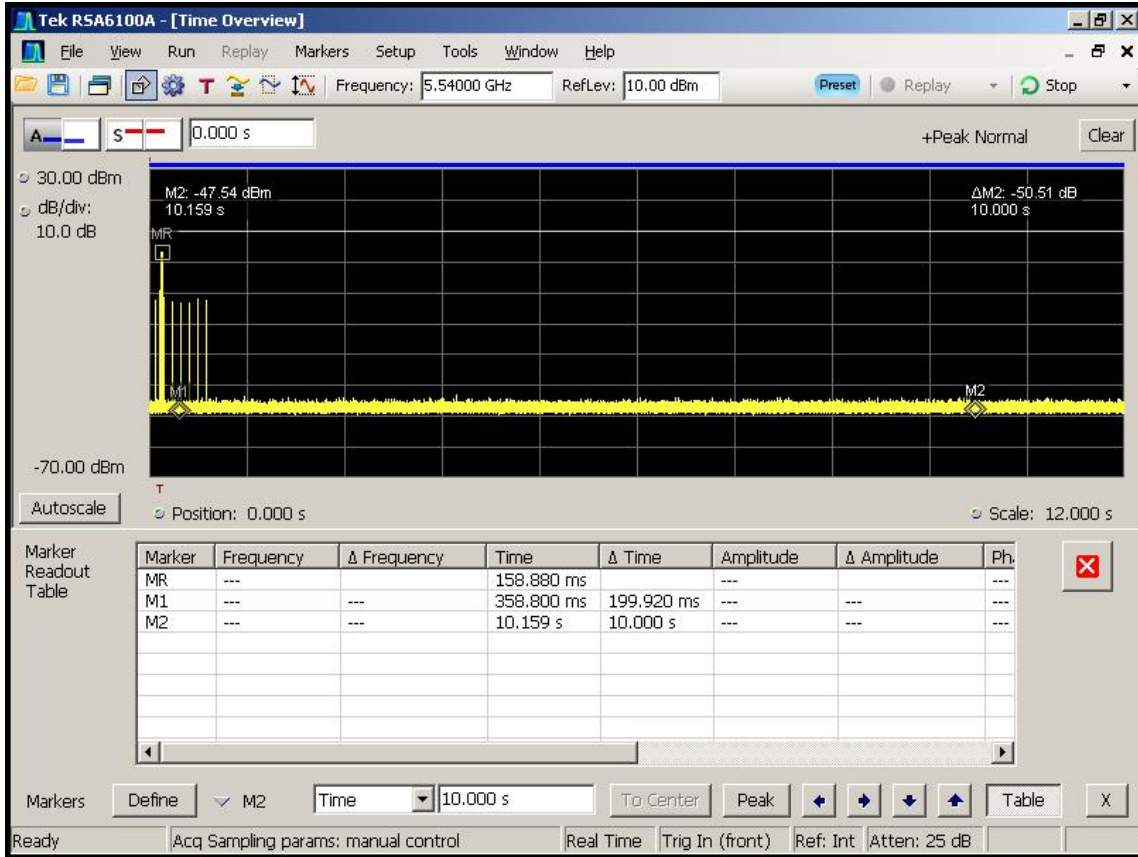 Tek RSA6100A - [Time Overview]
File View Run Replay Markers Setup Tools Window Help
T Frequency: 5.54000 GHz RefLev: 10.00 dBm Preset Replay Stop
A S 0.000 s +Peak Normal Clear
30.00 dBm
dB/div:
10.0 dB
M2: -47.54 dBm
10.159 s
ΔM2: -50.51 dB
10.000 s
MR
M1
M2
-70.00 dBm
T
Autoscale Position: 0.000 s Scale: 12.000 s
Marker
Readout
Table
Marker Frequency Δ Frequency Time Δ Time Amplitude Δ Amplitude Ph
MR --- 158.880 ms --- ---
M1 --- --- 358.800 ms 199.920 ms --- --- ---
M2 --- --- 10.159 s 10.000 s --- --- ---
Markers Define M2 Time 10.000 s To Center Peak Table X
Ready Acq Sampling params: manual control Real Time Trig In (front) Ref: Int Atten: 25 dB